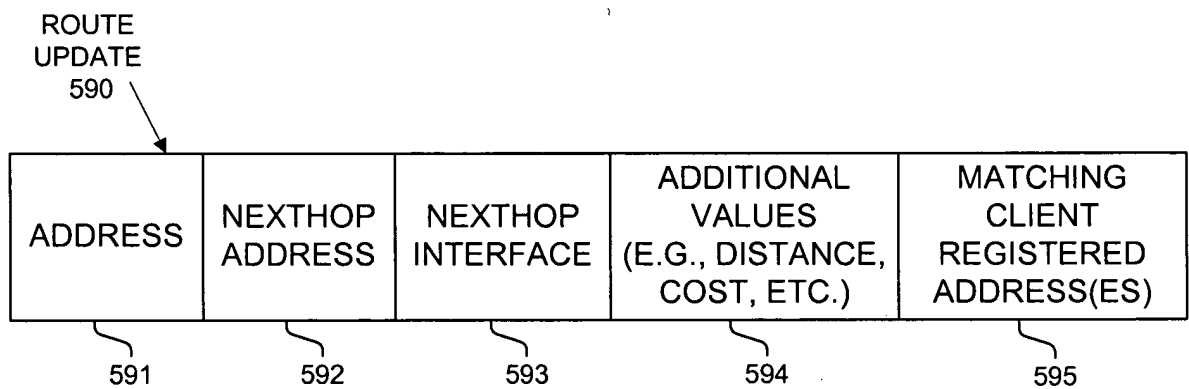 ROUTE
UPDATE
590
ADDRESS
NEXTHOP
ADDRESS
NEXTHOP
INTERFACE
ADDITIONAL
VALUES
(E.G., DISTANCE,
COST, ETC.)
MATCHING
CLIENT
REGISTERED
ADDRESS(ES)
591
592
593
594
595